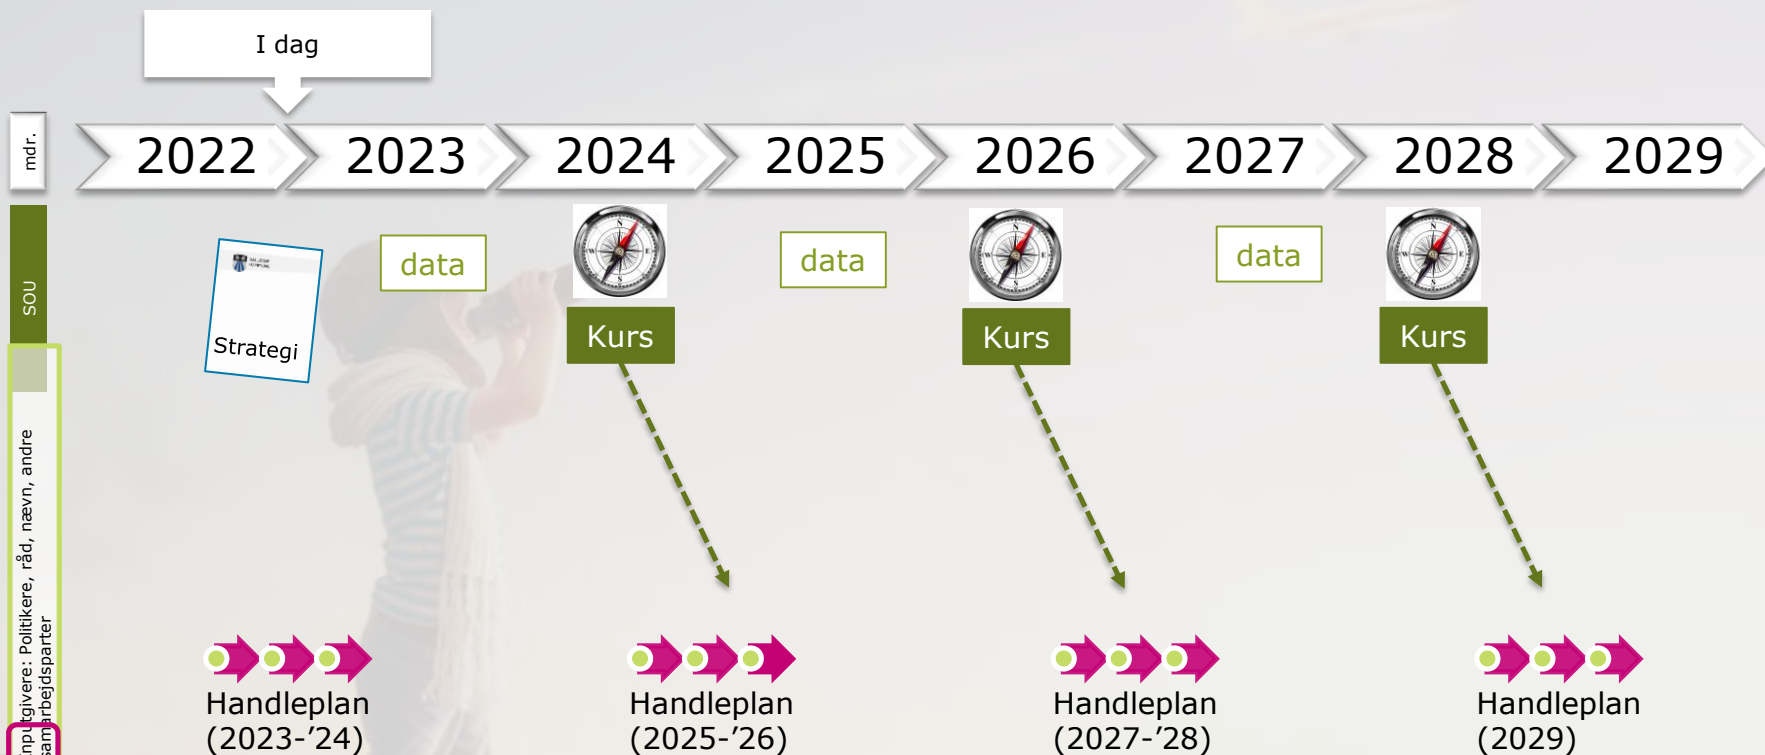 I dag
mdr.
2022
2023
2024
2025
2026
2027
2028
2029
SOU
Strategi
data
Kurs
data
Kurs
data
Kurs
Politikere, råd, nævn, andre
samarbejdsparter
Handleplan
(2023-’24)
Handleplan
(2025-’26)
Handleplan
(2027-’28)
Handleplan
(2029)